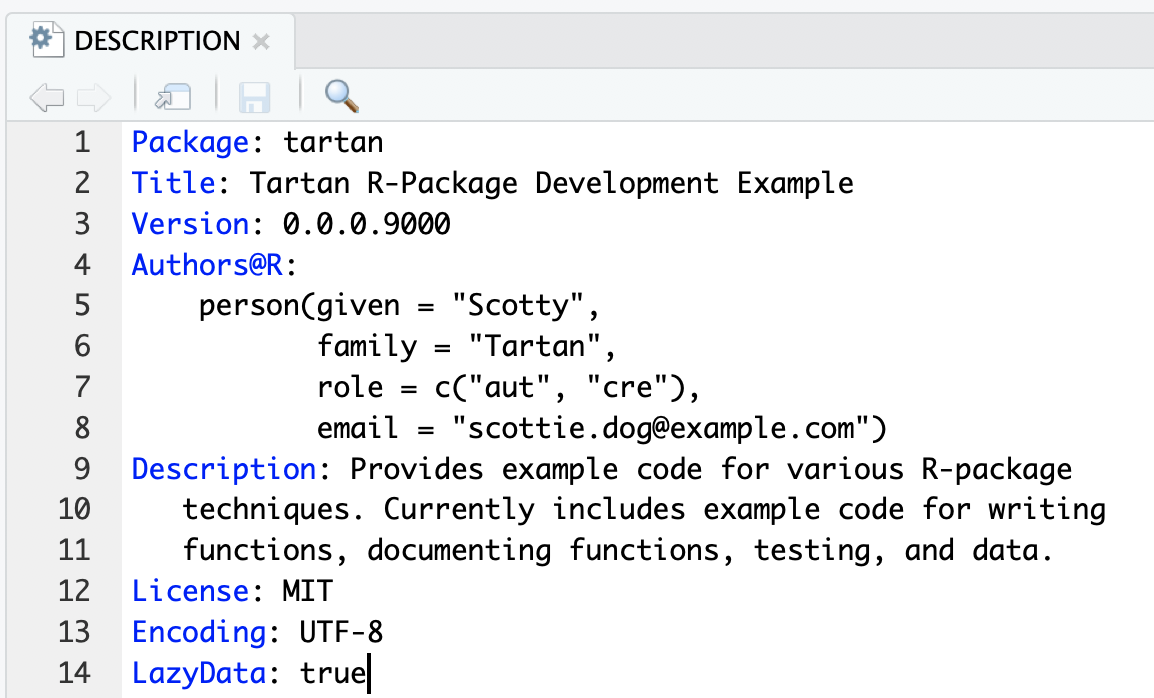 DESCRIPTION
1 Package: tartan
2 Title: Tartan R-Package Development Example
3 Version: 0.0.0.9000
4 Authors@R:
5     person(given = "Scotty",
6            family = "Tartan",
7            role = c("aut", "cre"),
8            email = "scottie.dog@example.com")
9 Description: Provides example code for various R-package
10    techniques. Currently includes example code for writing
11    functions, documenting functions, testing, and data.
12 License: MIT
13 Encoding: UTF-8
14 LazyData: true